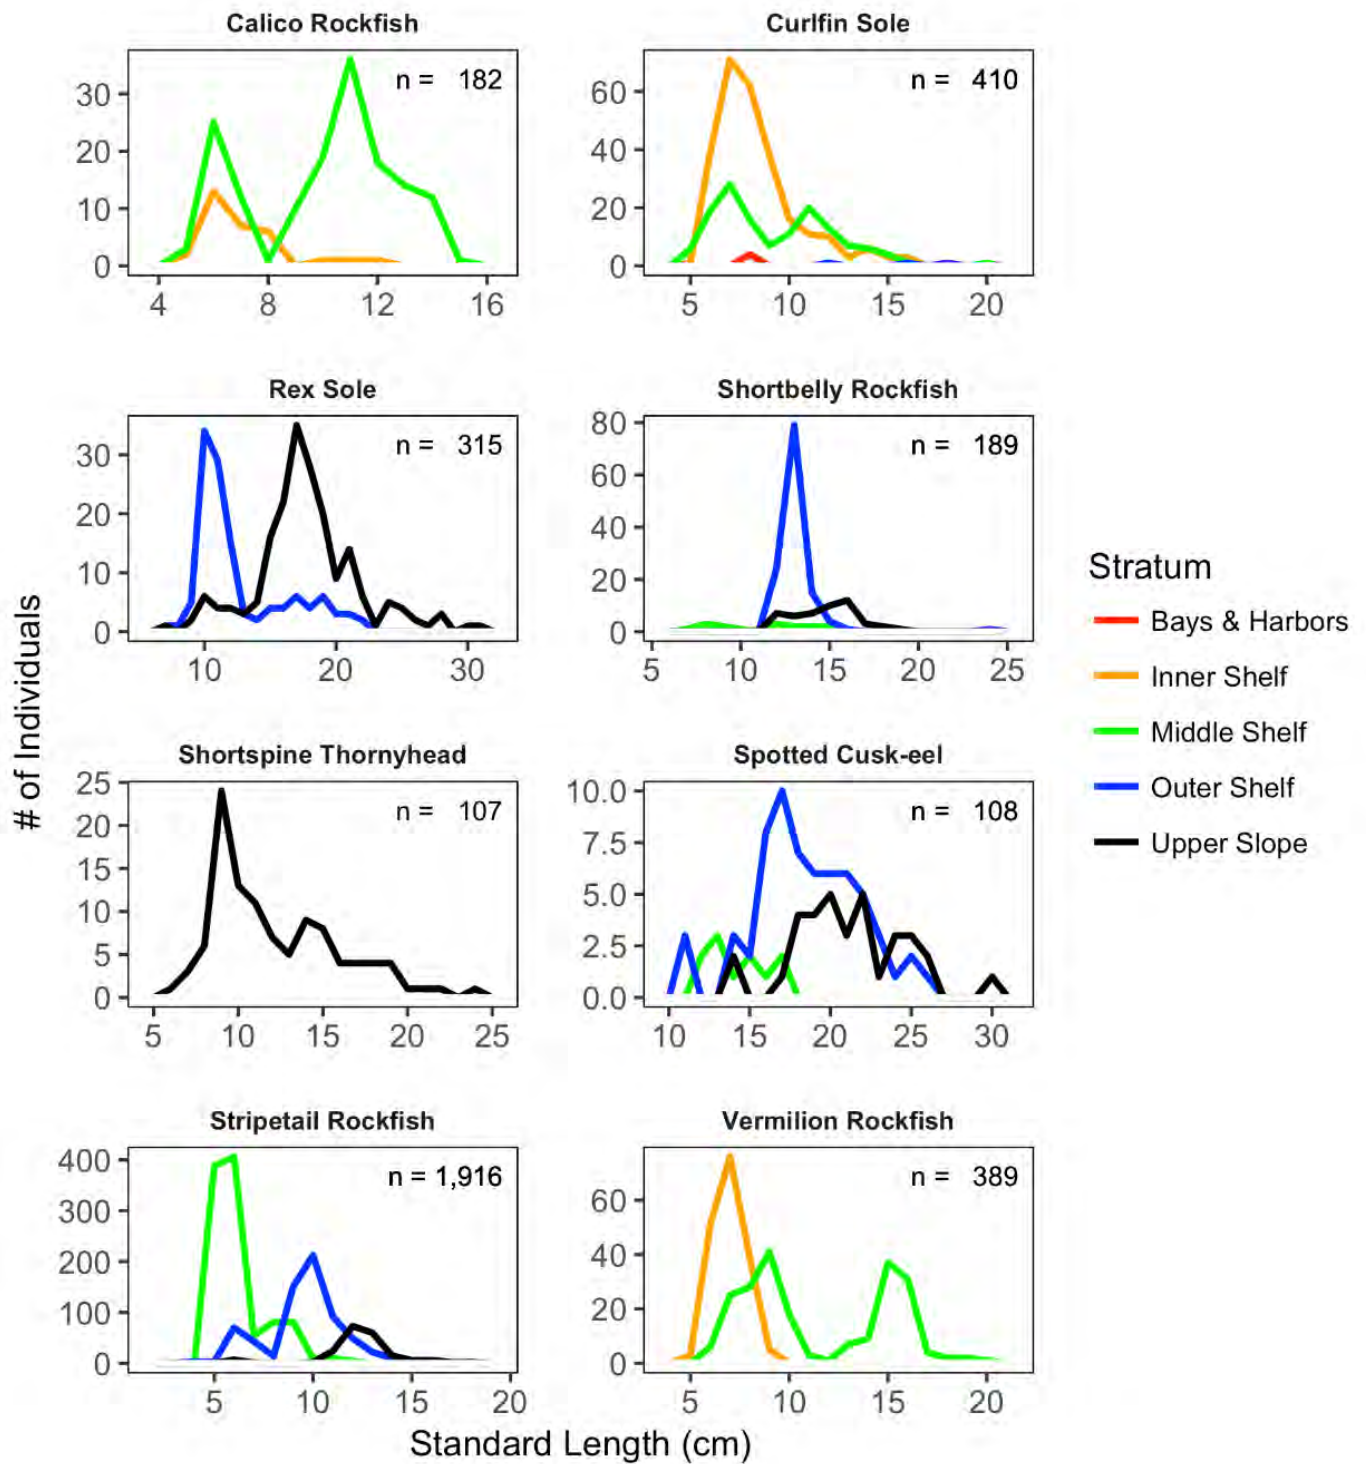 Calico Rockfish
n = 182
30
20
10
0
4 8 12 16
Curlfin Sole
n = 410
60
40
20
0
5 10 15 20
Rex Sole
n = 315
30
20
10
0
10 20 30
Shortbelly Rockfish
n = 189
80
60
40
20
0
5 10 15 20 25
Shortspine Thornyhead
n = 107
25
20
15
10
5
0
5 10 15 20 25
Spotted Cusk-eel
n = 108
10.0
7.5
5.0
2.5
0.0
10 15 20 25 30
Stripetail Rockfish
n = 1,916
400
300
200
100
0
5 10 15 20
Vermilion Rockfish
n = 389
60
40
20
0
5 10 15 20
# of Individuals
Standard Length (cm)
Stratum
Bays & Harbors
Inner Shelf
Middle Shelf
Outer Shelf
Upper Slope